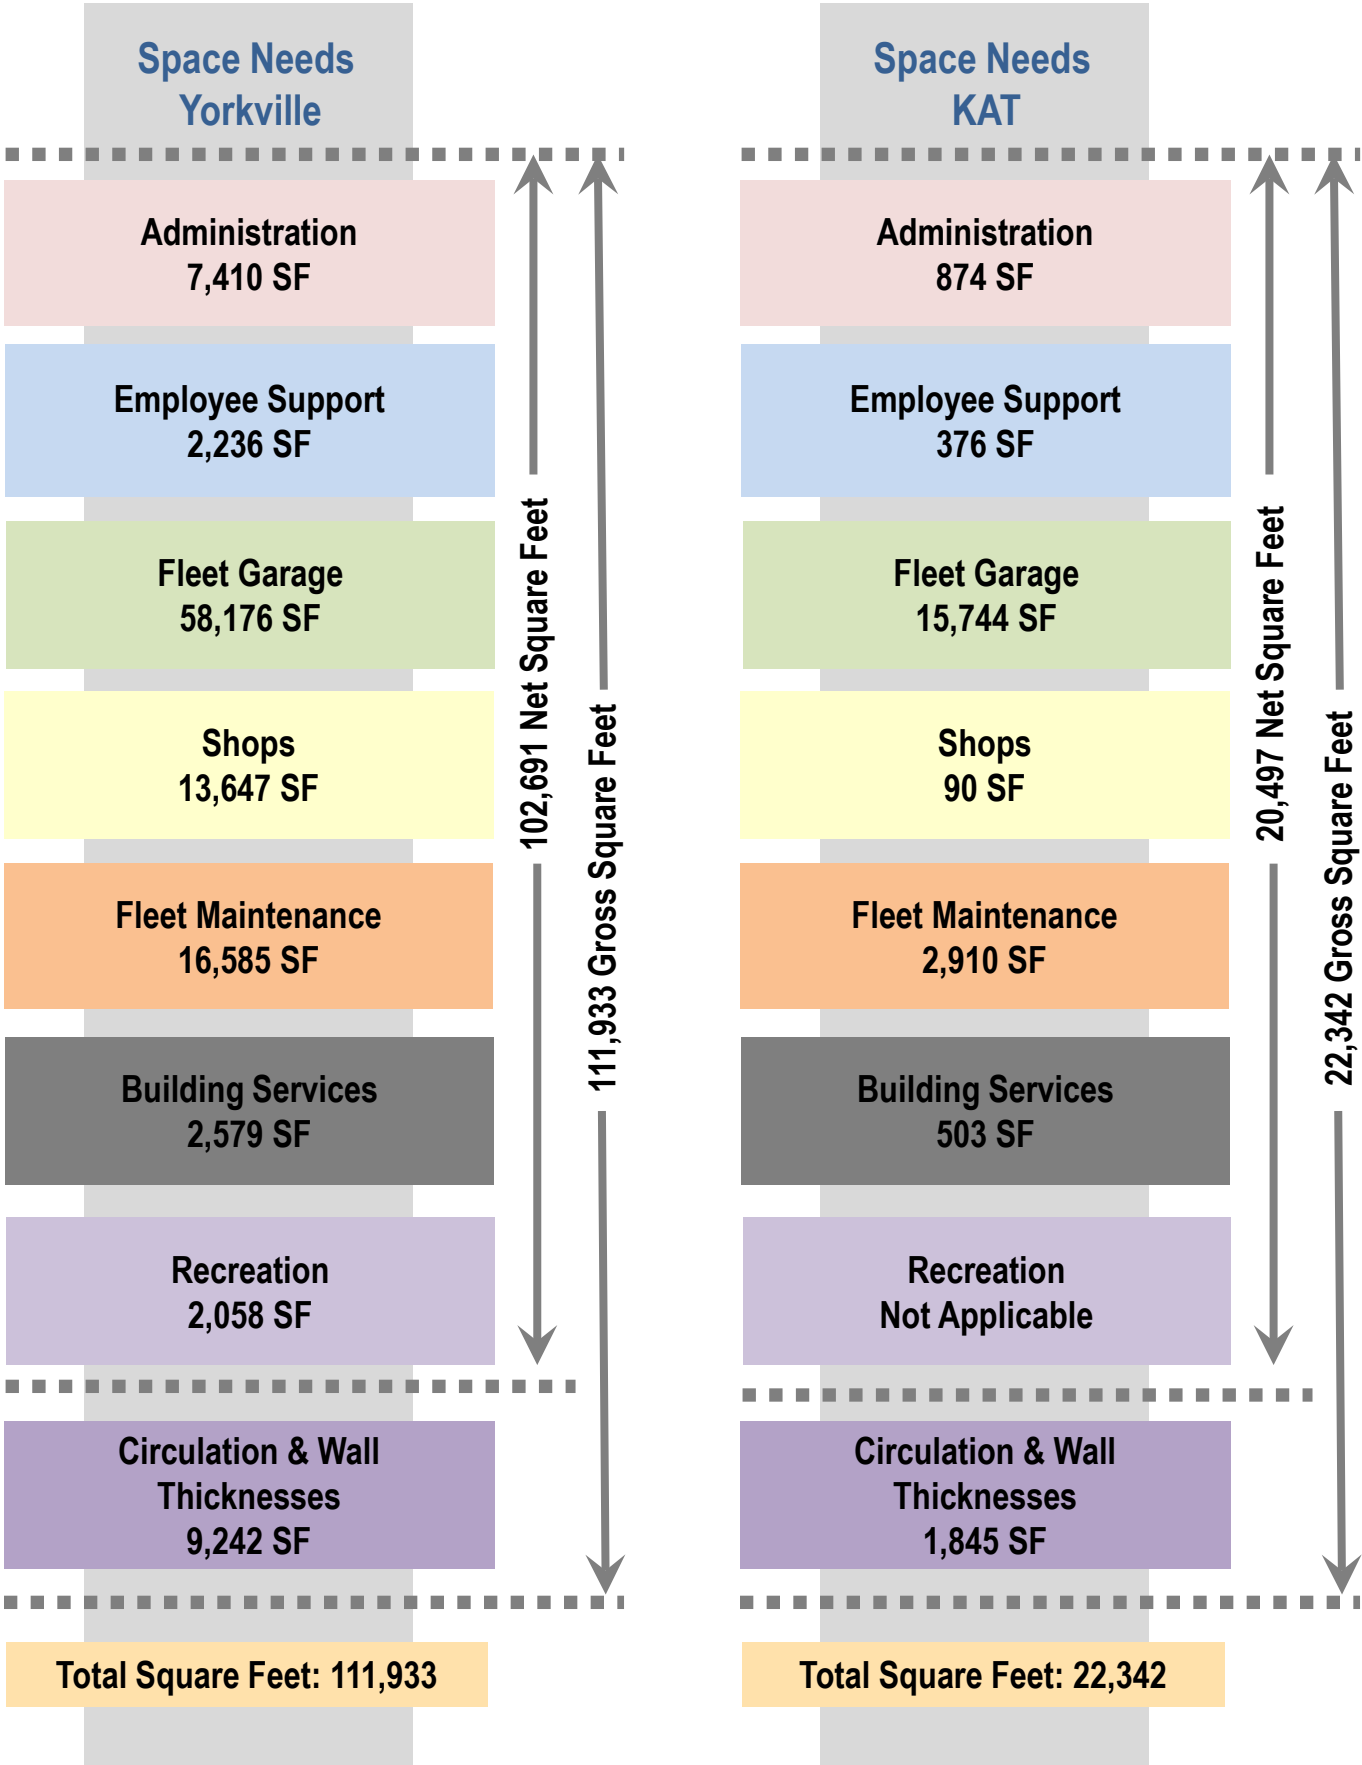 Space Needs
Yorkville
Administration
7,410 SF
Employee Support
2,236 SF
Fleet Garage
58,176 SF
Shops
13,647 SF
Fleet Maintenance
16,585 SF
Building Services
2,579 SF
Recreation
2,058 SF
Circulation & Wall
Thicknesses
9,242 SF
Total Square Feet: 111,933
102,691 Net Square Feet
111,933 Gross Square Feet
Space Needs
KAT
Administration
874 SF
Employee Support
376 SF
Fleet Garage
15,744 SF
Shops
90 SF
Fleet Maintenance
2,910 SF
Building Services
503 SF
Recreation
Not Applicable
Circulation & Wall
Thicknesses
1,845 SF
Total Square Feet: 22,342
20,497 Net Square Feet
22,342 Gross Square Feet